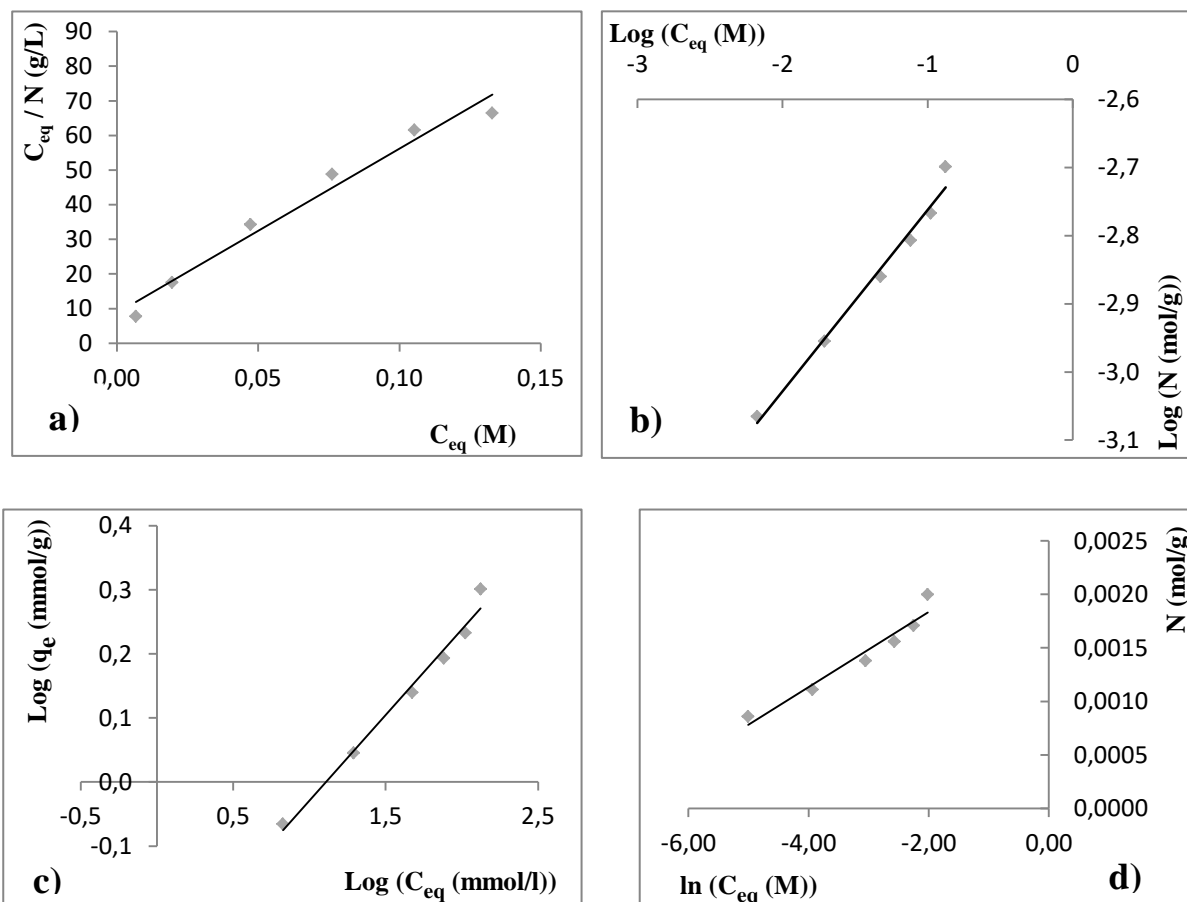 C_eq / N (g/L)
90
80
70
60
50
40
30
20
10
0
0,00 0,05 0,10 0,15
a)
C_eq (M)
Log (C_eq (M))
-3 -2 -1 0
-2,6
-2,7
-2,8
-2,9
-3,0
-3,1
Log (N (mol/g))
b)
Log (q_e (mmol/g))
0,4
0,3
0,2
0,1
0,0
-0,1
-0,5 0,5 1,5 2,5
c)
Log (C_eq (mmol/l))
0,0025
0,0020
0,0015
0,0010
0,0005
0,0000
N (mol/g)
-6,00 -4,00 -2,00 0,00
ln (C_eq (M))
d)